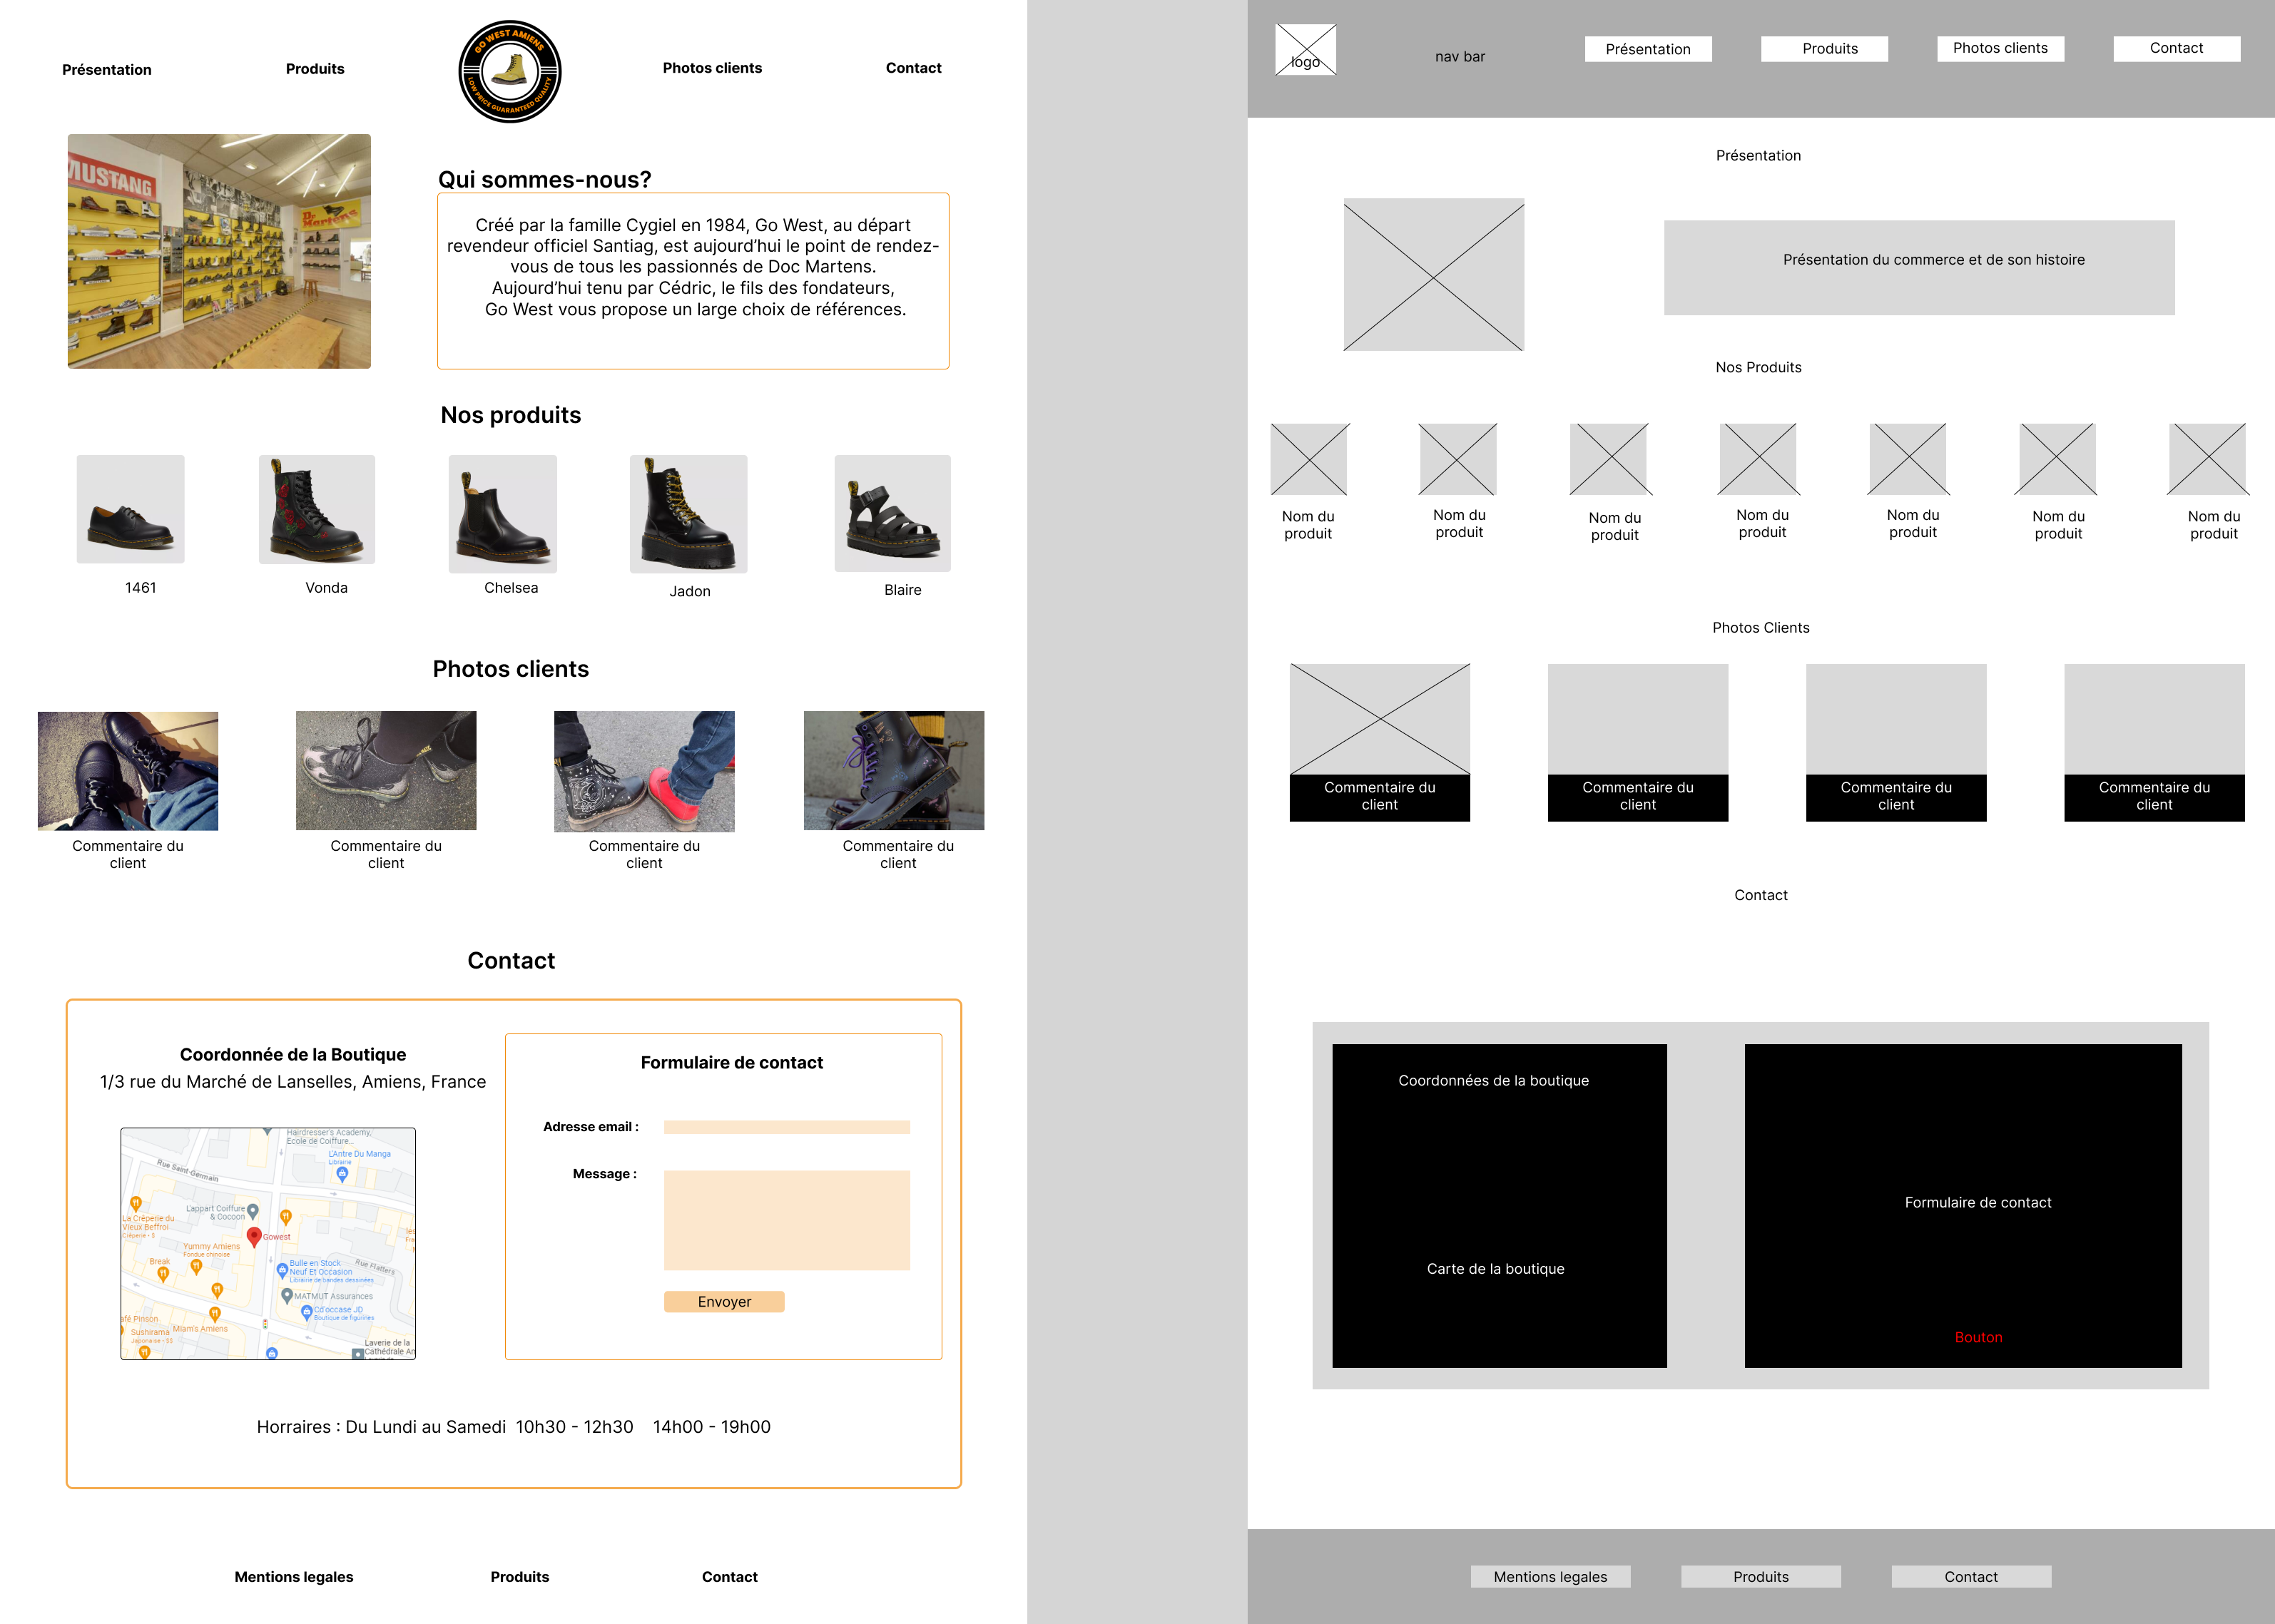 Présentation
Produits
GO WEST AMIENS
LOW PRICE GUARANTEED QUALITY
Photos clients
Contact
MUSTANG
Dr. Martens
Qui sommes-nous?
Créé par la famille Cygiel en 1984, Go West, au départ
revendeur officiel Santiag, est aujourd’hui le point de rendez-
vous de tous les passionnés de Doc Martens.
Aujourd’hui tenu par Cédric, le fils des fondateurs,
Go West vous propose un large choix de références.
Nos produits
1461
Vonda
Chelsea
Jadon
Blaire
Photos clients
Commentaire du
client
Commentaire du
client
Commentaire du
client
Commentaire du
client
Contact
Coordonnée de la Boutique
1/3 rue du Marché de Lanselles, Amiens, France
Hairdresser's Academy,
Ecole de Coiffure...
L'Antre Du Manga
Librairie
Rue Saint-Germain
Lappart Coiffure
& Cocoon
La Crêperie du
Vieux Beffroi
Crêperie • $
Gowest
Yummy Amiens
Fondue chinoise
Break
Bulle en Stock
Neuf Et Occasion
Librairie de bandes dessinées
Rue Flatters
MATMUT Assurances
Cd'occase JD
Boutique de figurines
afé Pinson
Sushirama
Japonaise • $$
Miam's Amiens
Laverie de la
Cathédrale Am
Formulaire de contact
Adresse email :
Message :
Envoyer
Horraires : Du Lundi au Samedi 10h30 - 12h30 14h00 - 19h00
Mentions legales
Produits
Contact
logo
nav bar
Présentation
Produits
Photos clients
Contact
Présentation
Présentation du commerce et de son histoire
Nos Produits
Nom du
produit
Nom du
produit
Nom du
produit
Nom du
produit
Nom du
produit
Nom du
produit
Nom du
produit
Photos Clients
Commentaire du
client
Commentaire du
client
Commentaire du
client
Commentaire du
client
Contact
Coordonnées de la boutique
Carte de la boutique
Formulaire de contact
Bouton
Mentions legales
Produits
Contact